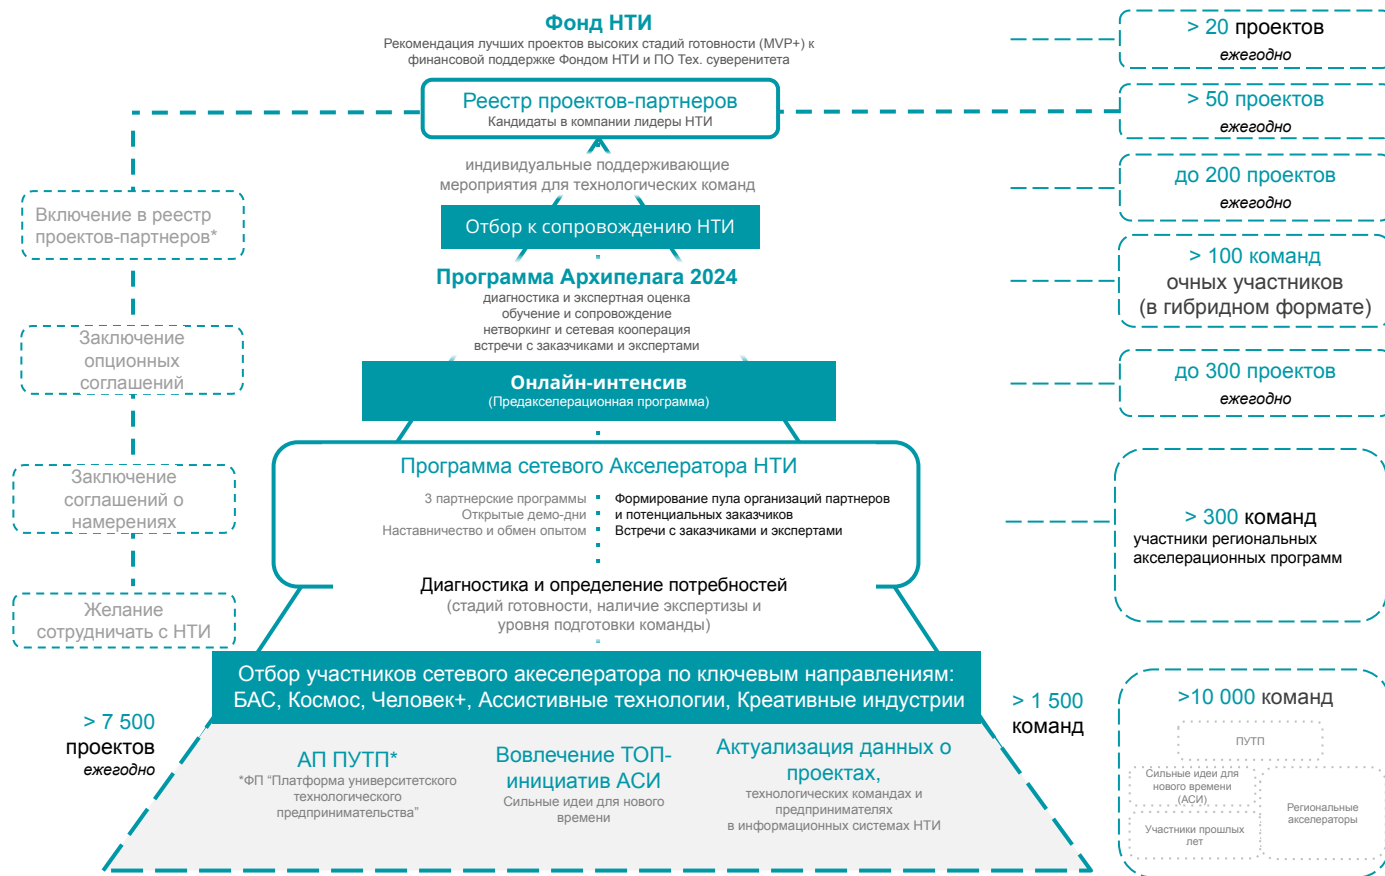 Фонд НТИ
Рекомендация лучших проектов высоких стадий готовности (MVP+) к
финансовой поддержке Фондом НТИ и ПО Тех. суверенитета
> 20 проектов
ежегодно
Реестр проектов-партнеров
Кандидаты в компании лидеры НТИ
> 50 проектов
ежегодно
индивидуальные поддерживающие
мероприятия для технологических команд
до 200 проектов
ежегодно
Включение в реестр
проектов-партнеров*
Отбор к сопровождению НТИ
Программа Архипелага 2024
диагностика и экспертная оценка
обучение и сопровождение
нетворкинг и сетевая кооперация
встречи с заказчиками и экспертами
> 100 команд
очных участников
(в гибридном формате)
Заключение
опционных
соглашений
Онлайн-интенсив
(Предакселерационная программа)
до 300 проектов
ежегодно
Программа сетевого Акселератора НТИ
3 партнерские программы
Открытые демо-дни
Наставничество и обмен опытом
Формирование пула организаций партнеров
и потенциальных заказчиков
Встречи с заказчиками и экспертами
Заключение
соглашений о
намерениях
> 300 команд
участники региональных
акселерационных программ
Диагностика и определение потребностей
(стадий готовности, наличие экспертизы и
уровня подготовки команды)
Желание
сотрудничать с НТИ
Отбор участников сетевого акеселератора по ключевым направлениям:
БАС, Космос, Человек+, Ассистивные технологии, Креативные индустрии
> 7 500
проектов
ежегодно
> 1 500
команд
АП ПУТП*
*ФП “Платформа университетского
технологического
предпринимательства”
Вовлечение ТОП-
инициатив АСИ
Сильные идеи для нового
времени
Актуализация данных о
проектах,
технологических командах и
предпринимателях
в информационных системах НТИ
>10 000 команд
ПУТП
Сильные идеи для
нового времени
(АСИ)
Региональные
акселераторы
Участники прошлых
лет